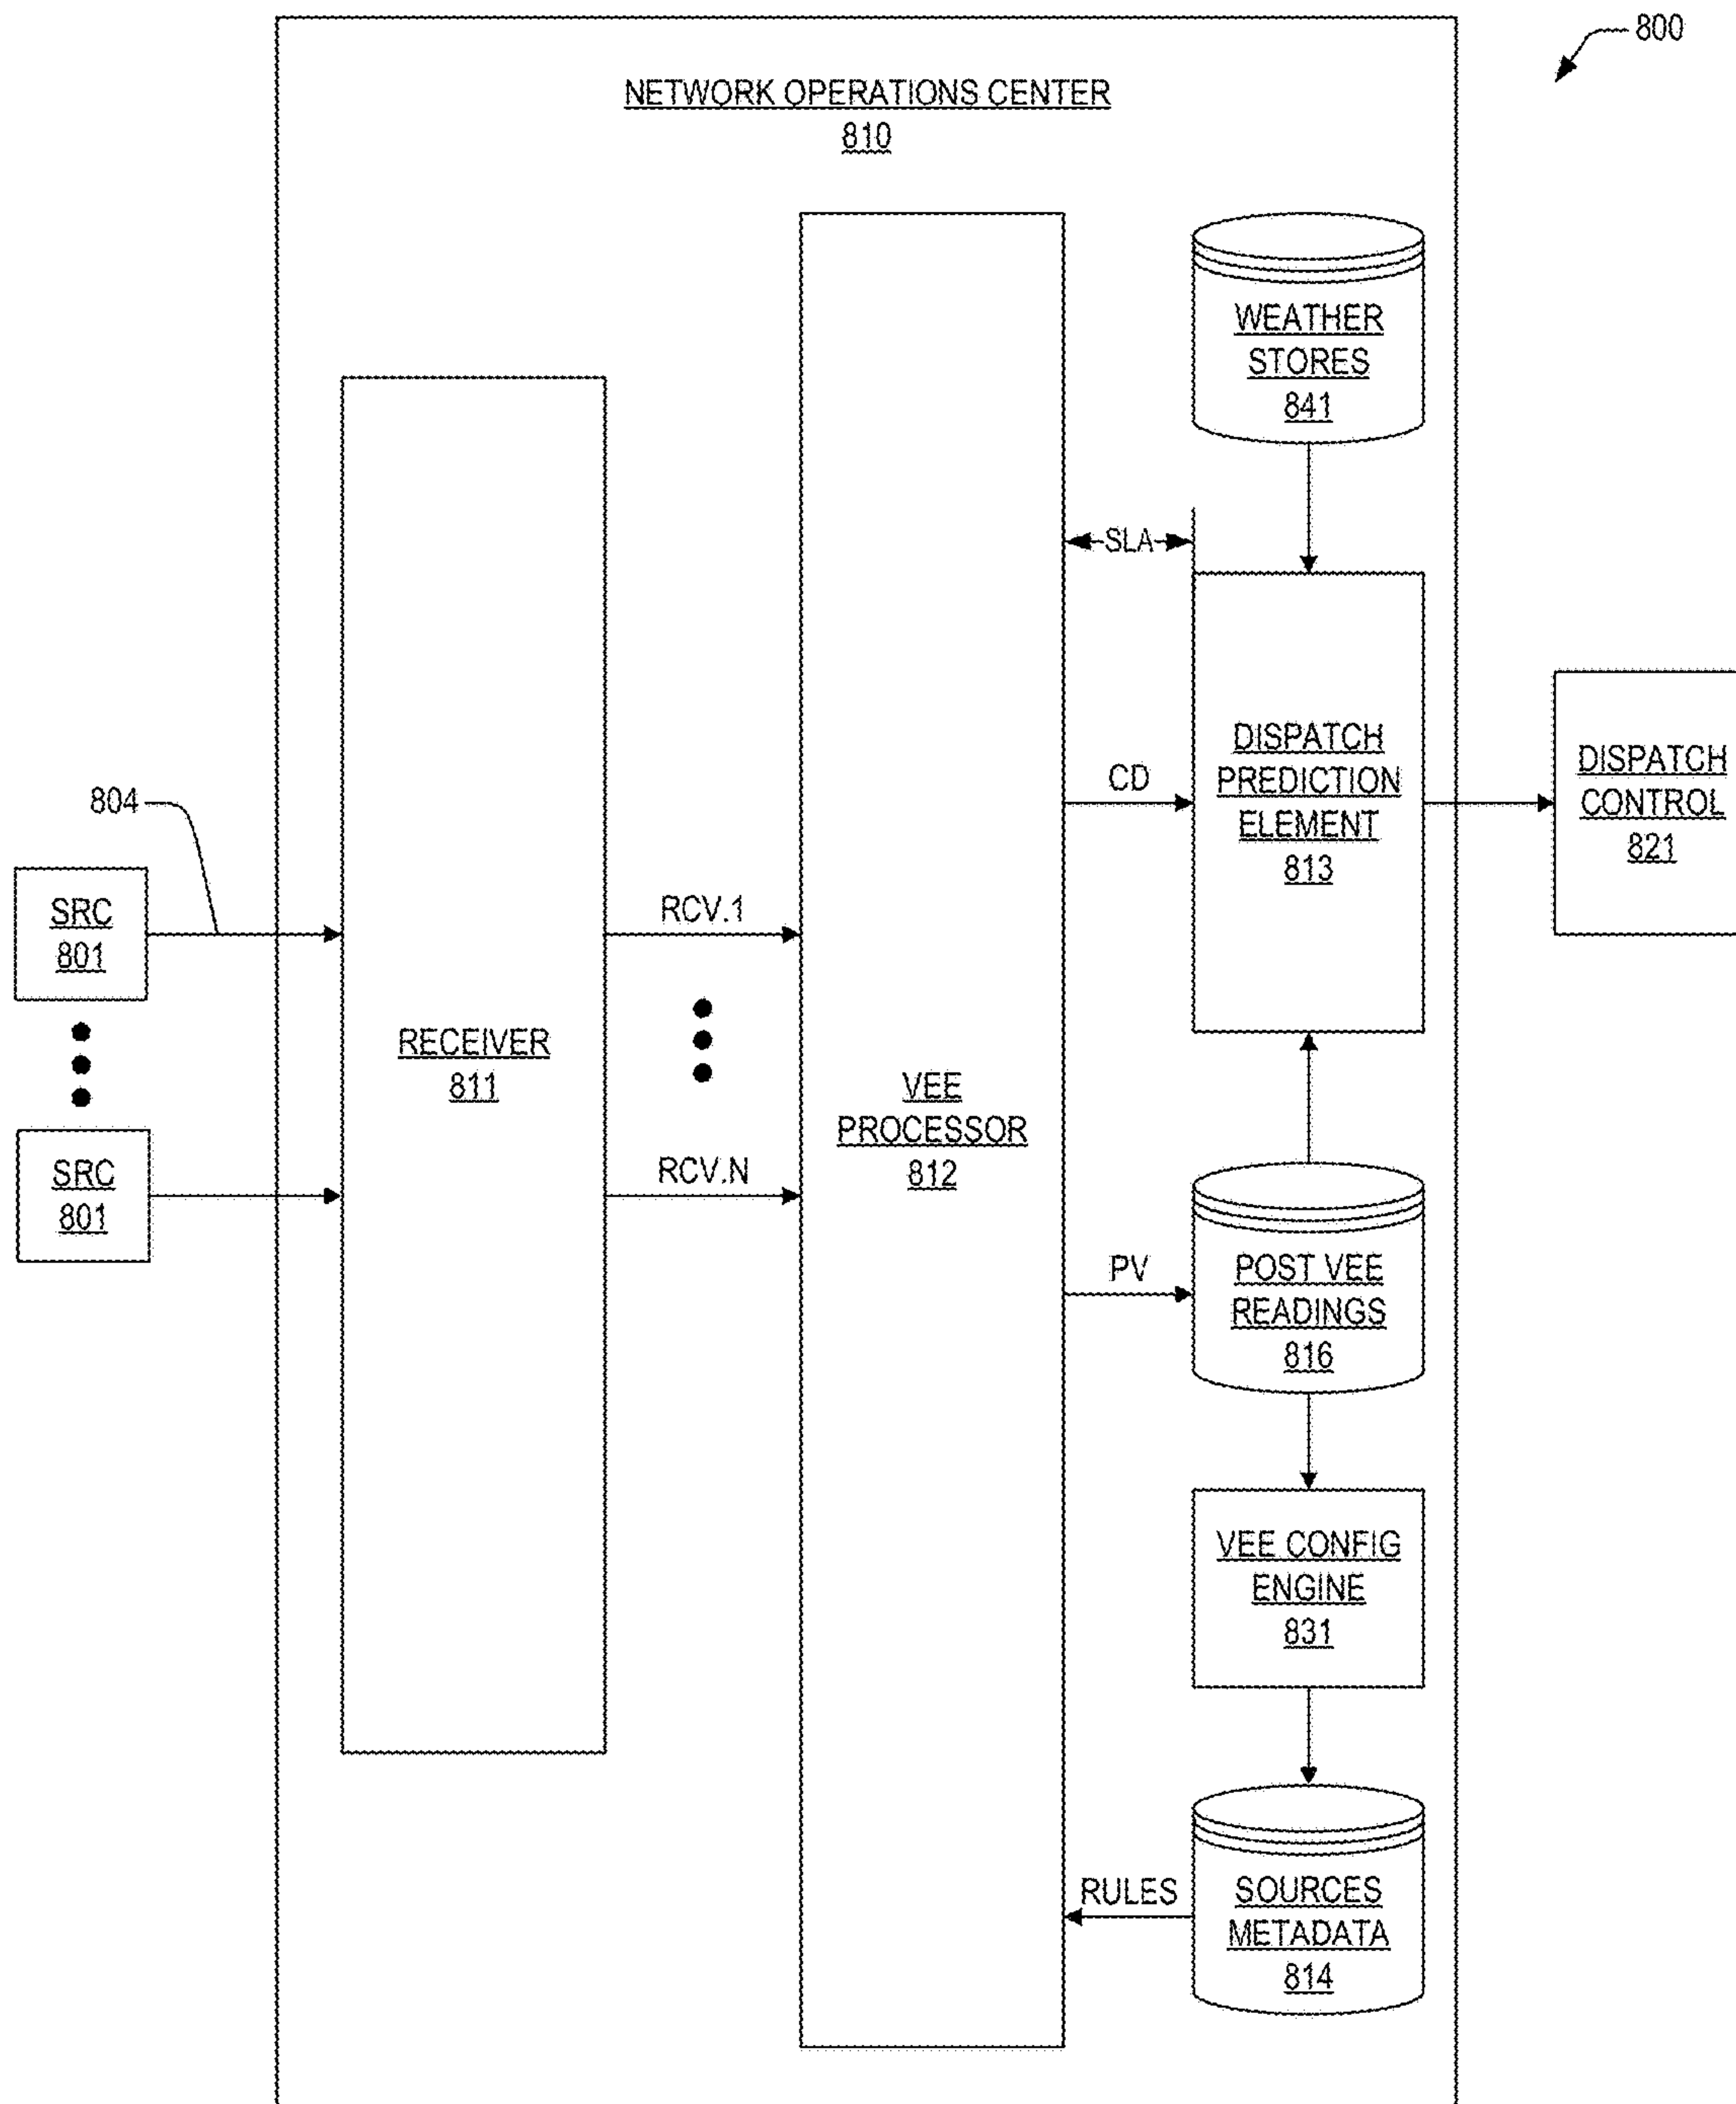 800
NETWORK OPERATIONS CENTER
810
WEATHER
STORES
841
SLA
DISPATCH
PREDICTION
ELEMENT
813
CD
DISPATCH
CONTROL
821
804
SRC
801
RCV.1
RECEIVER
811
VEE
PROCESSOR
812
SRC
801
RCV.N
PV
POST VEE
READINGS
816
VEE CONFIG
ENGINE
831
RULES
SOURCES
METADATA
814